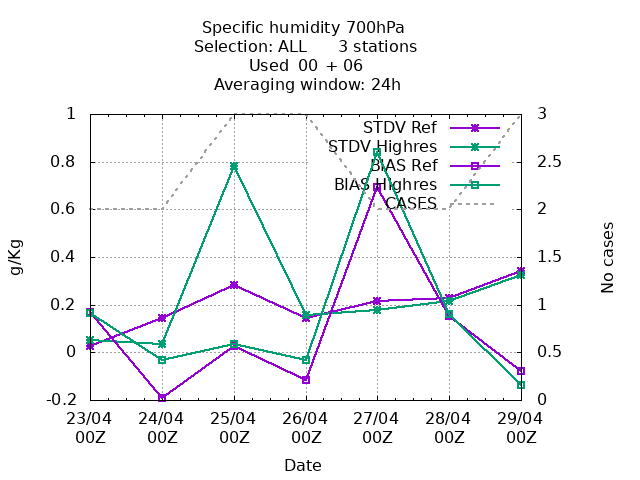 Specific humidity 700hPa
Selection: ALL 3 stations
Used 00 + 06
Averaging window: 24h
1
0.8
0.6
0.4
0.2
0
-0.2
3
2.5
2
1.5
1
0.5
0
STDV Ref
STDV Highres
BIAS Ref
BIAS Highres
CASES
g/Kg
No cases
23/04 24/04 25/04 26/04 27/04 28/04 29/04
00Z 00Z 00Z 00Z 00Z 00Z 00Z
Date